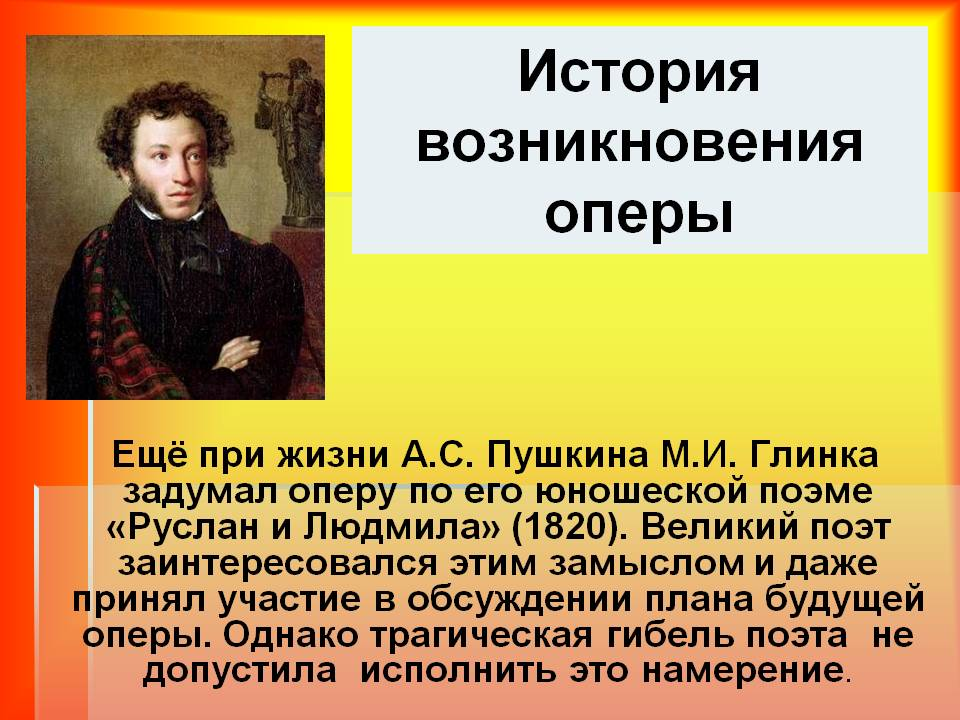 История
возникновения
оперы
Ещё при жизни А.С. Пушкина М.И. Глинка
задумал оперу по его юношеской поэме
«Руслан и Людмила» (1820). Великий поэт
заинтересовался этим замыслом и даже
принял участие в обсуждении плана будущей
оперы. Однако трагическая гибель поэта  не
допустила  исполнить это намерение.